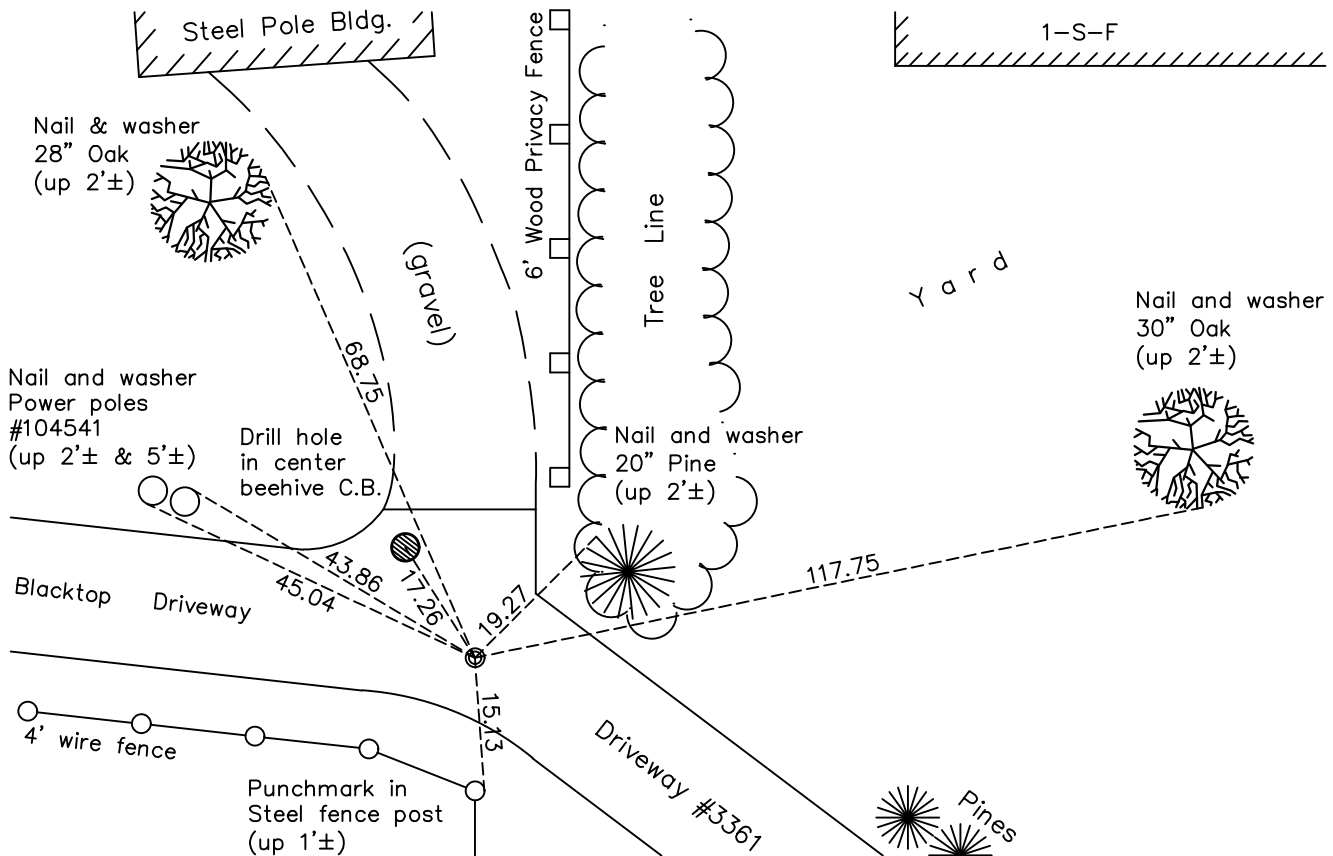 Steel Pole Bldg.
6' Wood Privacy Fence
1-S-F
Nail & washer
28" Oak
(up 2'±)
Tree Line
(gravel)
Yard
Nail and washer
30" Oak
(up 2'±)
68.75
Nail and washer
Power poles
#104541
(up 2'± & 5'±)
Drill hole
in center
beehive C.B.
Nail and washer
20" Pine
(up 2'±)
43.86
45.04
17.26
19.27
117.75
Blacktop Driveway
15.13
4' wire fence
Driveway #3361
Punchmark in
Steel fence post
(up 1'±)
Pines